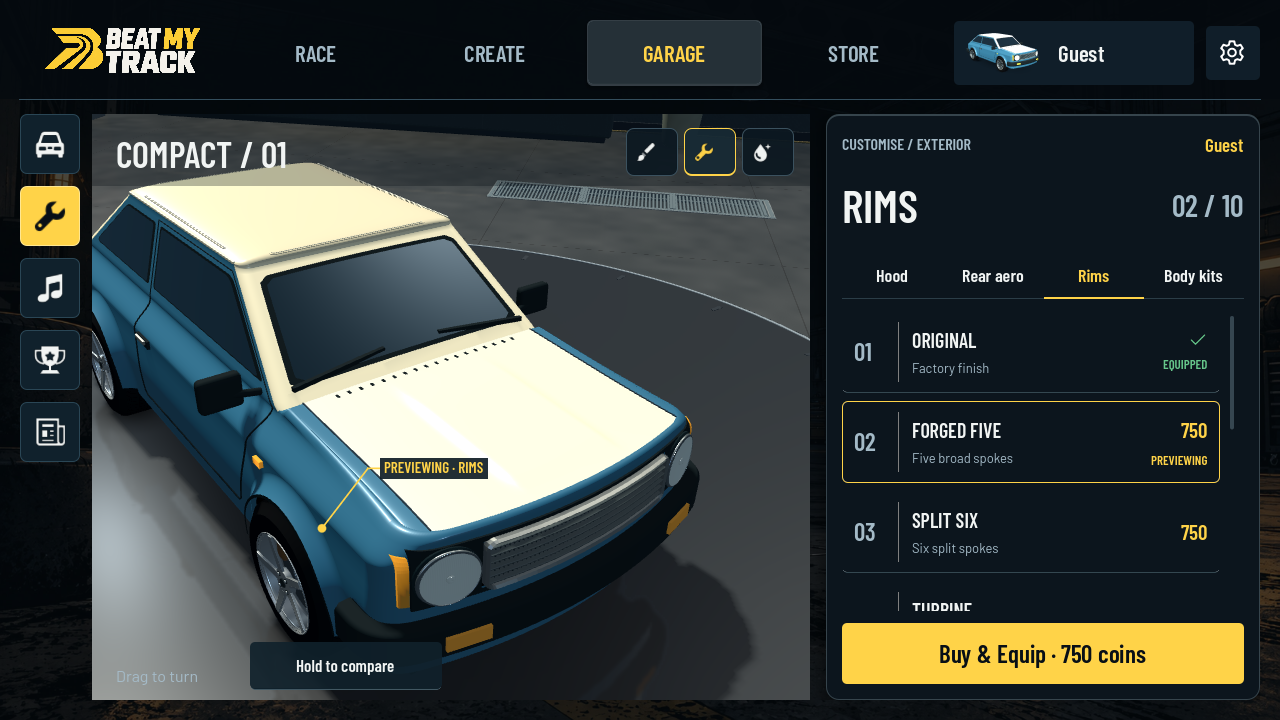 BEAT MY
TRACK
RACE
CREATE
GARAGE
STORE
Guest
COMPACT / 01
PREVIEWING · RIMS
Drag to turn
Hold to compare
CUSTOMISE / EXTERIOR
Guest
RIMS
02 / 10
Hood
Rear aero
Rims
Body kits
01
ORIGINAL
Factory finish
EQUIPPED
02
FORGED FIVE
Five broad spokes
750
PREVIEWING
03
SPLIT SIX
Six split spokes
750
TURBINE
Buy & Equip · 750 coins